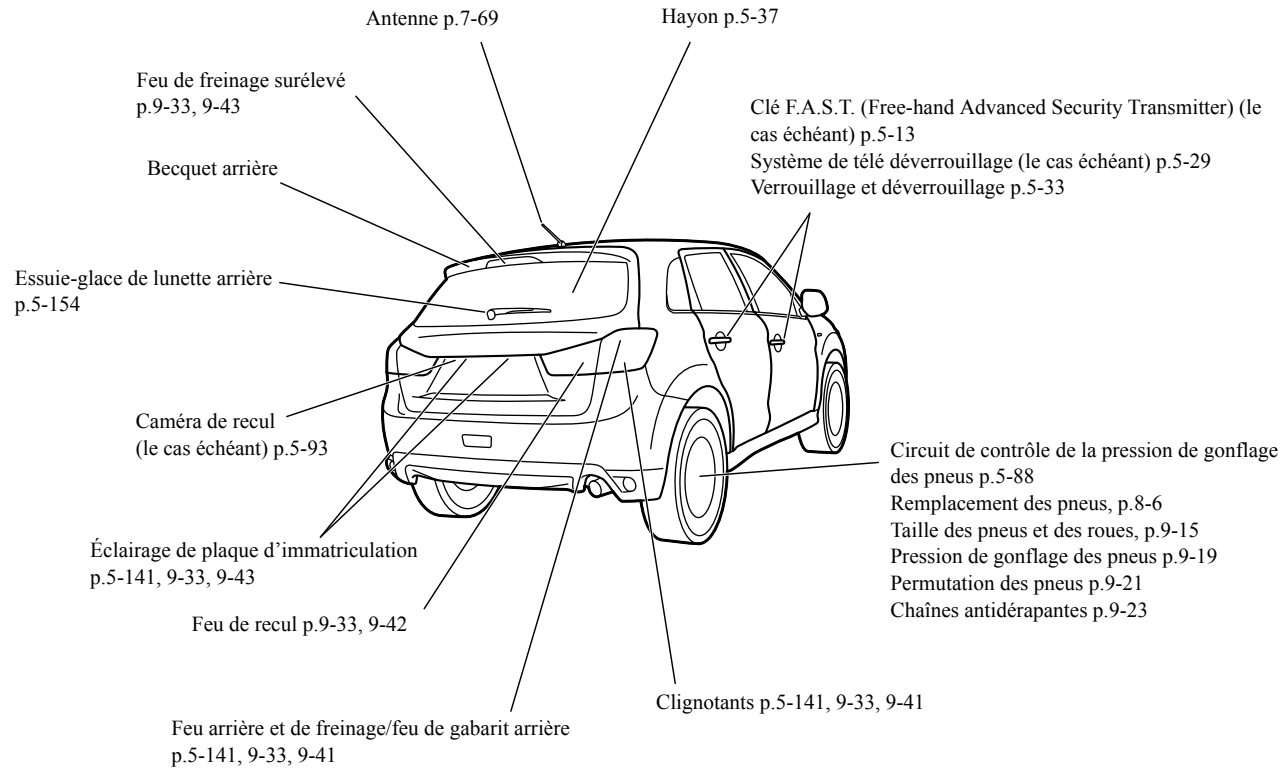 Antenne p.7-69
Hayon p.5-37
Feu de freinage surélevé
p.9-33, 9-43
Clé F.A.S.T. (Free-hand Advanced Security Transmitter) (le
cas échéant) p.5-13
Système de télé déverrouillage (le cas échéant) p.5-29
Verrouillage et déverrouillage p.5-33
Becquet arrière
Essuie-glace de lunette arrière
p.5-154
Caméra de recul
(le cas échéant) p.5-93
Circuit de contrôle de la pression de gonflage
des pneus p.5-88
Remplacement des pneus, p.8-6
Taille des pneus et des roues, p.9-15
Pression de gonflage des pneus p.9-19
Permutation des pneus p.9-21
Chaînes antidérapantes p.9-23
Éclairage de plaque d’immatriculation
p.5-141, 9-33, 9-43
Feu de recul p.9-33, 9-42
Clignotants p.5-141, 9-33, 9-41
Feu arrière et de freinage/feu de gabarit arrière
p.5-141, 9-33, 9-41